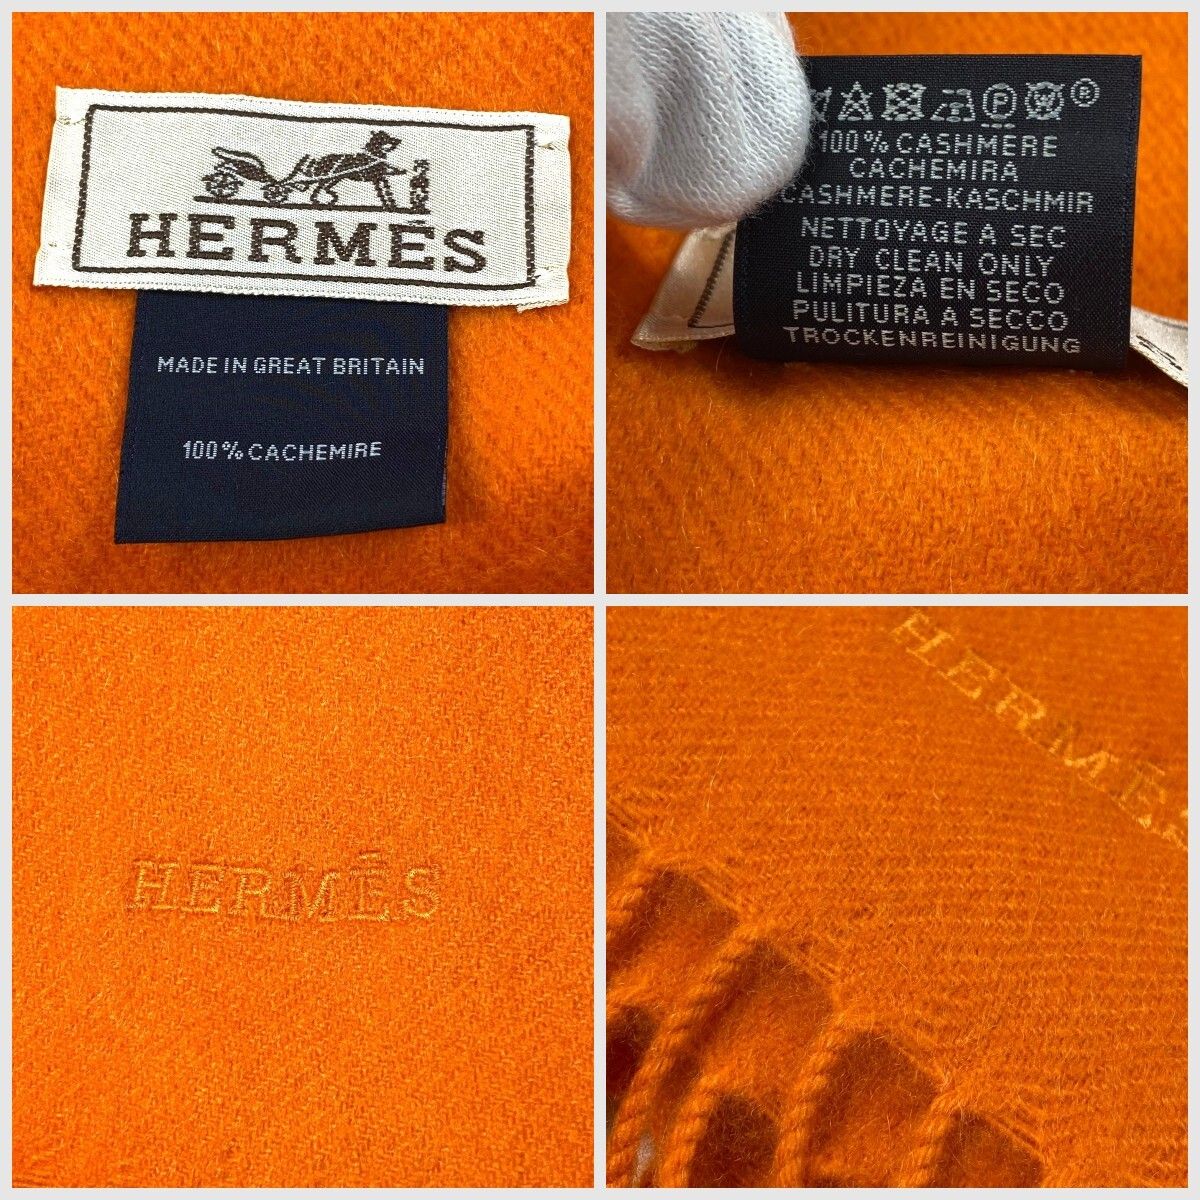 HERMÈS
MADE IN GREAT BRITAIN
100% CACHEMIRE
100% CASHMERE
CACHEMIRA
CASHMERE-KASCHMIR
NETTOYAGE A SEC
DRY CLEAN ONLY
LIMPIEZA EN SECO
PULITURA A SECCO
TROCKENREINIGUNG
HERMÈS
HERMÈS